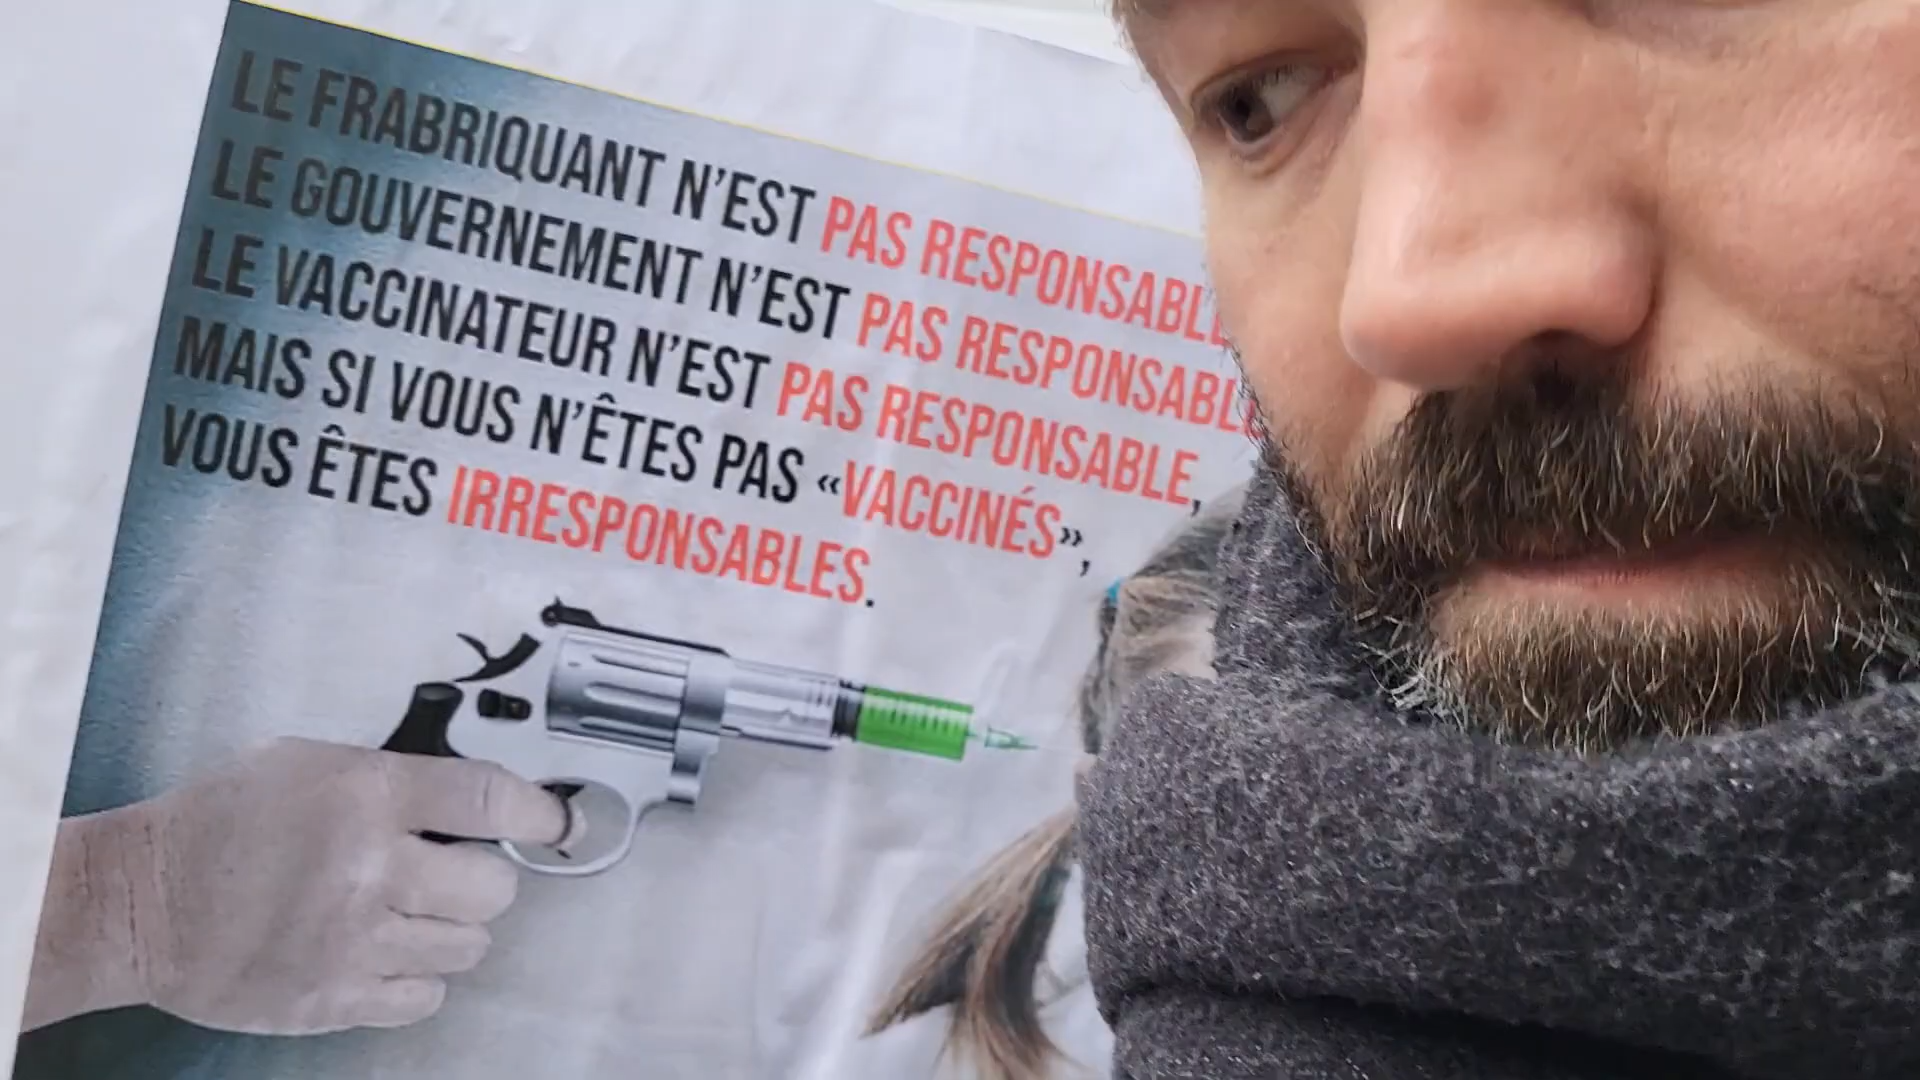 LE FRABRIQUANT N'EST PAS RESPONSABLE
LE GOUVERNEMENT N'EST PAS RESPONSABLE
LE VACCINATEUR N'EST PAS RESPONSABLE,
MAIS SI VOUS N'ÊTES PAS «VACCINÉS»,
VOUS ÊTES IRRESPONSABLES.